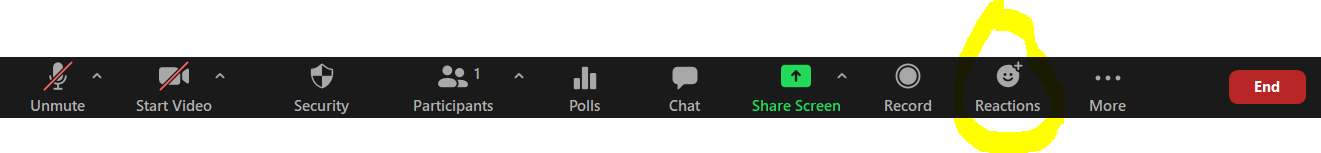 1
Unmute
Start Video
Security
Participants
Polls
Chat
Share Screen
Record
Reactions
More
End